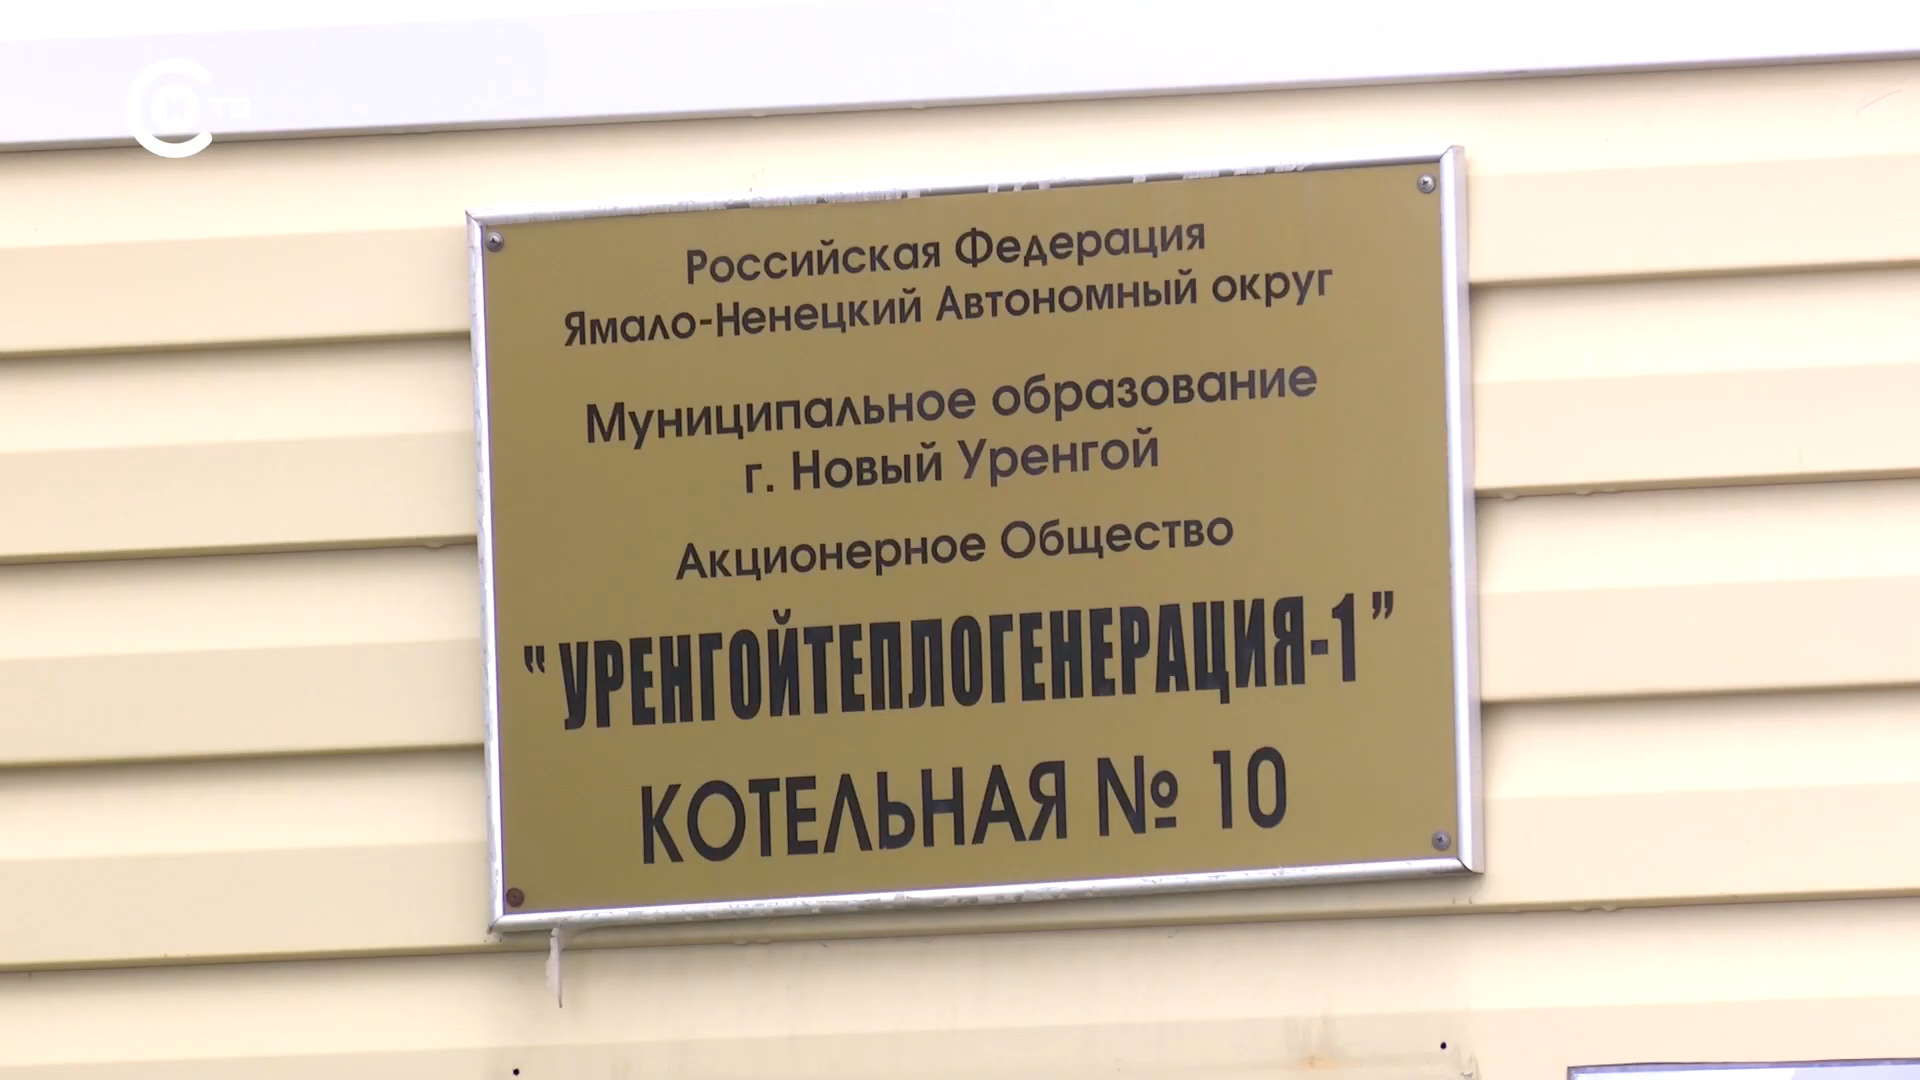 Российская Федерация
Ямало-Ненецкий Автономный округ
Муниципальное образование
г. Новый Уренгой
Акционерное Общество
"УРЕНГОЙТЕПЛОГЕНЕРАЦИЯ-1"
КОТЕЛЬНАЯ № 10